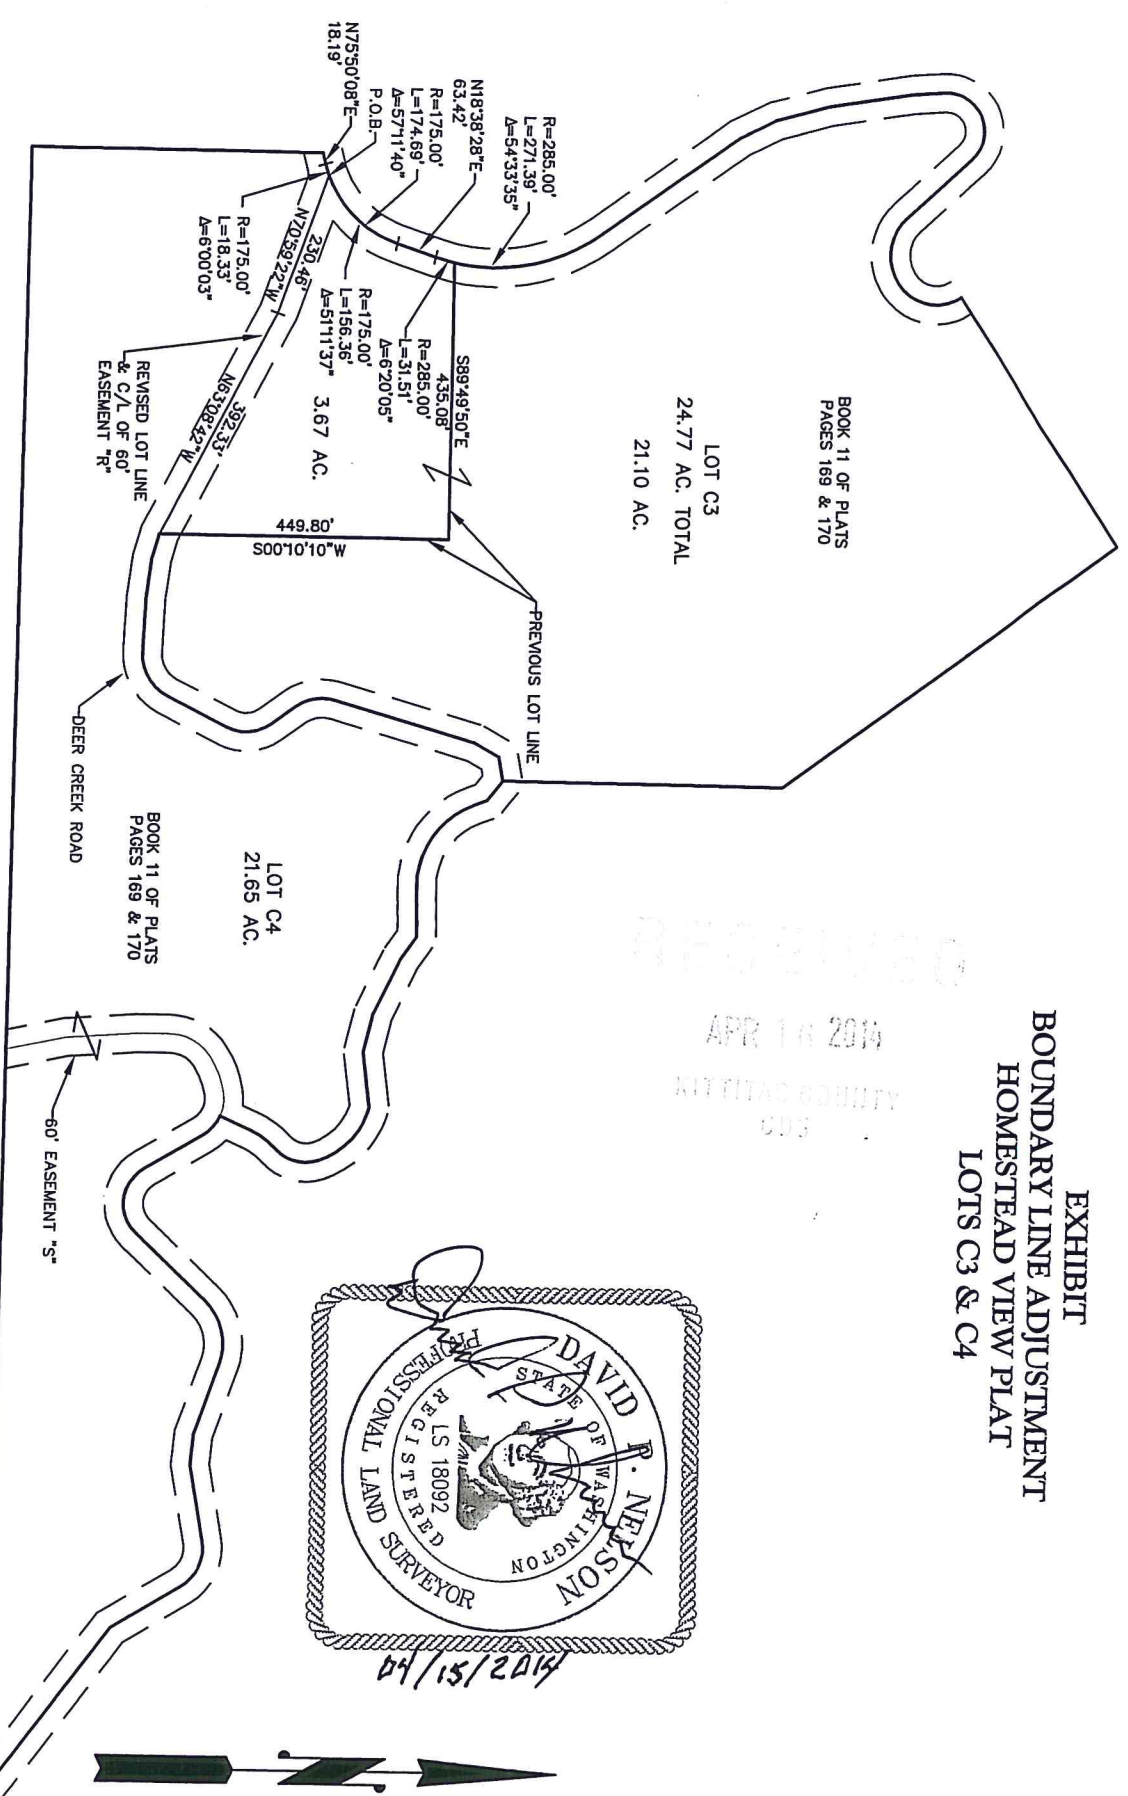 EXHIBIT
BOUNDARY LINE ADJUSTMENT
HOMESTEAD VIEW PLAT
LOTS C3 & C4
BOOK 11 OF PLATS
PAGES 169 & 170
LOT C3
24.77 AC. TOTAL
21.10 AC.
R=285.00'
L=271.39'
Δ=54°33'35"
N18°38'28"E
63.42'
R=175.00'
L=174.69'
Δ=57°11'40"
P.O.B.
N75°50'08"E
18.19'
S89°49'50"E
435.08'
R=285.00'
L=31.51'
Δ=6°20'05"
R=175.00'
L=156.36'
Δ=51°11'37"
3.67 AC.
R=175.00'
L=18.33'
Δ=6°00'03"
230.46'
N70°59'22"W
392.33'
N63°08'42"W
449.80'
S00°10'10"W
REVISED LOT LINE
& C/L OF 60'
EASEMENT "R"
PREVIOUS LOT LINE
DEER CREEK ROAD
LOT C4
21.65 AC.
BOOK 11 OF PLATS
PAGES 169 & 170
60' EASEMENT "S"
RECEIVED
APR 16 2014
KITTITAS COUNTY
CDS
DAVID P. NELSON
STATE OF WASHINGTON
LS 18092
REGISTERED
PROFESSIONAL LAND SURVEYOR
04/15/2014